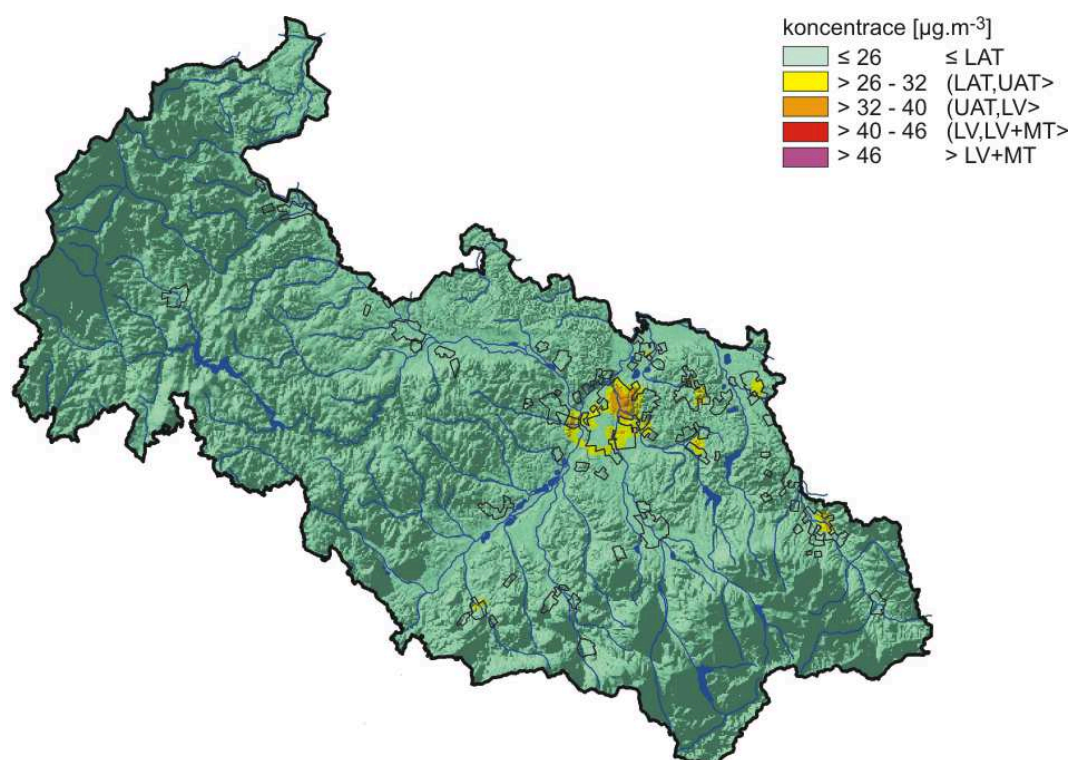 koncentrace [µg.m-3]
≤ 26 ≤ LAT
> 26 - 32 (LAT,UAT>
> 32 - 40 (UAT,LV>
> 40 - 46 (LV,LV+MT>
> 46 > LV+MT